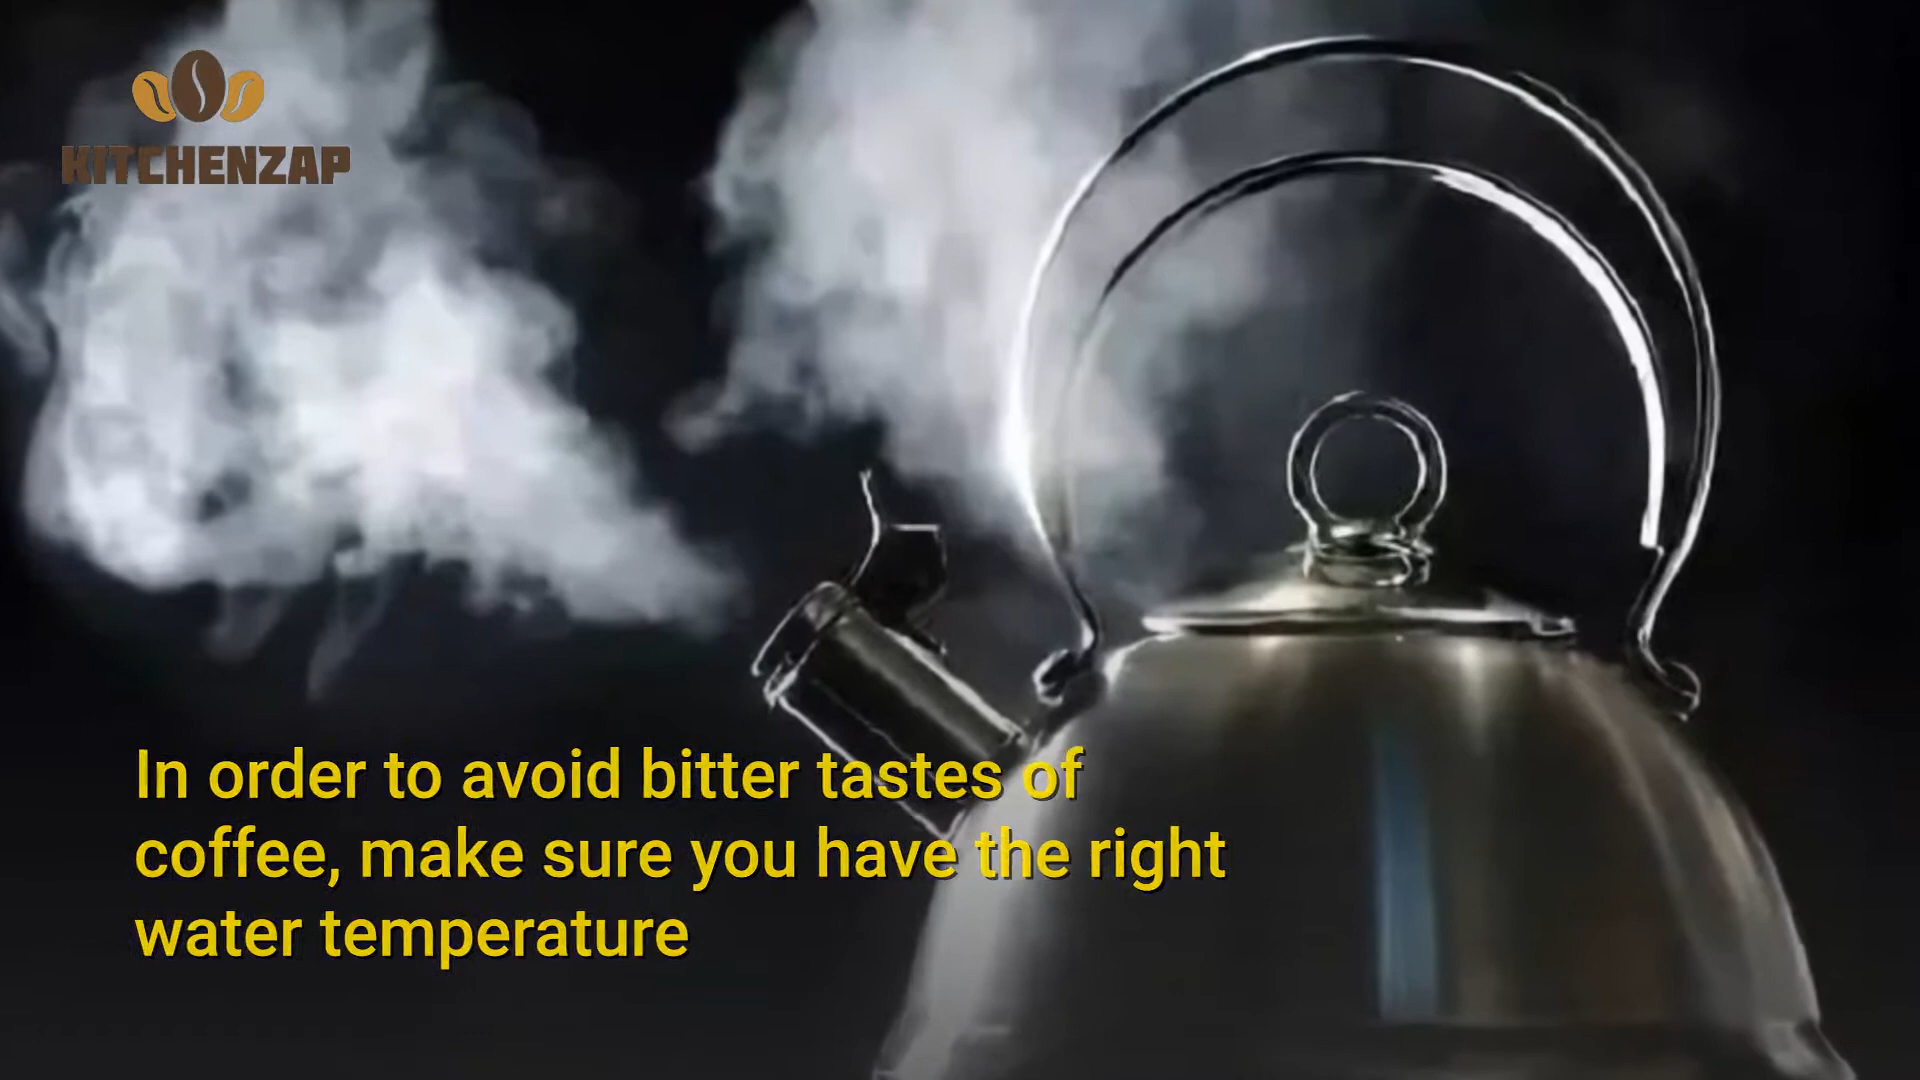 KITCHENZAP
In order to avoid bitter tastes of
coffee, make sure you have the right
water temperature